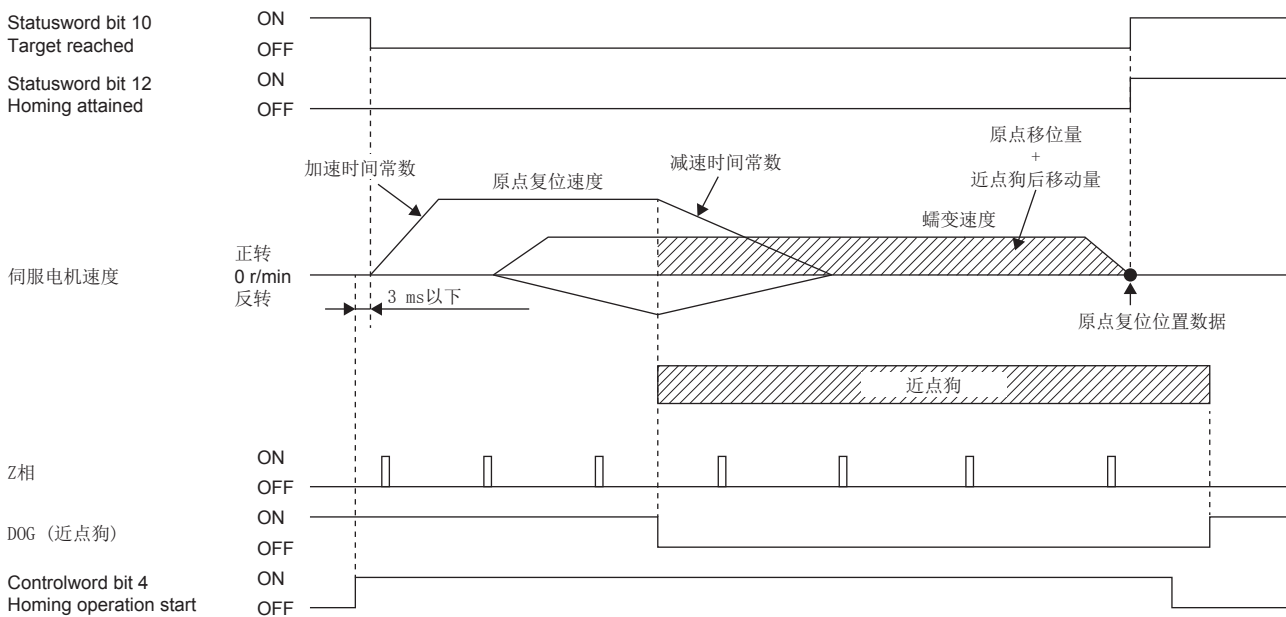 Statusword bit 10
Target reached
ON
OFF
Statusword bit 12
Homing attained
ON
OFF
加速时间常数
原点复位速度
减速时间常数
原点移位量
+
近点狗后移动量
蠕变速度
伺服电机速度
正转
0 r/min
反转
3 ms以下
原点复位位置数据
近点狗
Z相
ON
OFF
DOG (近点狗)
ON
OFF
Controlword bit 4
Homing operation start
ON
OFF